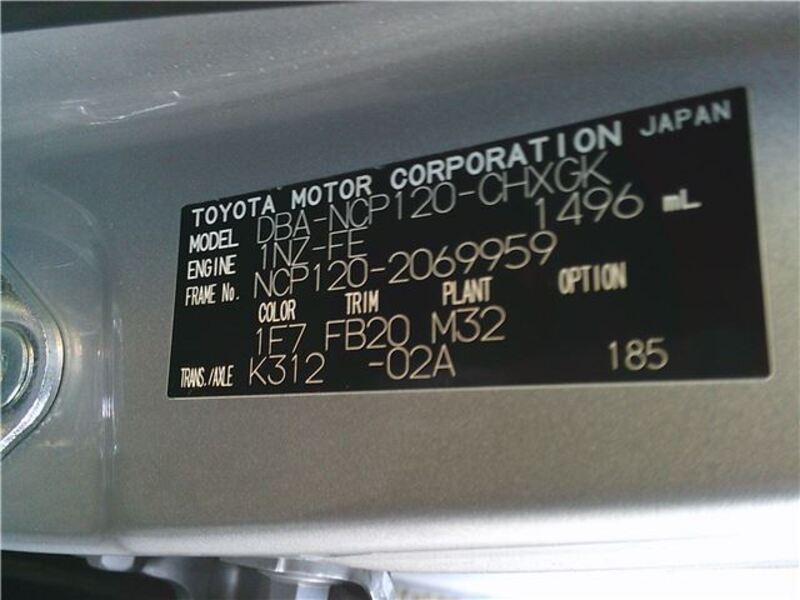 TOYOTA MOTOR CORPORATION JAPAN
MODEL DBA-NCP120-CHXGK
ENGINE 1NZ-FE 1496 mL
FRAME No. NCP120-2069959
COLOR TRIM PLANT OPTION
1E7 FB20 M32
TRANS./AXLE K312 -02A 185